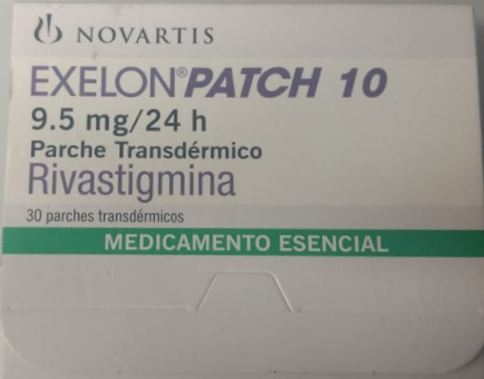 NOVARTIS
EXELON®PATCH 10
9.5 mg/24 h
Parche Transdérmico
Rivastigmina
30 parches transdérmicos
MEDICAMENTO ESENCIAL